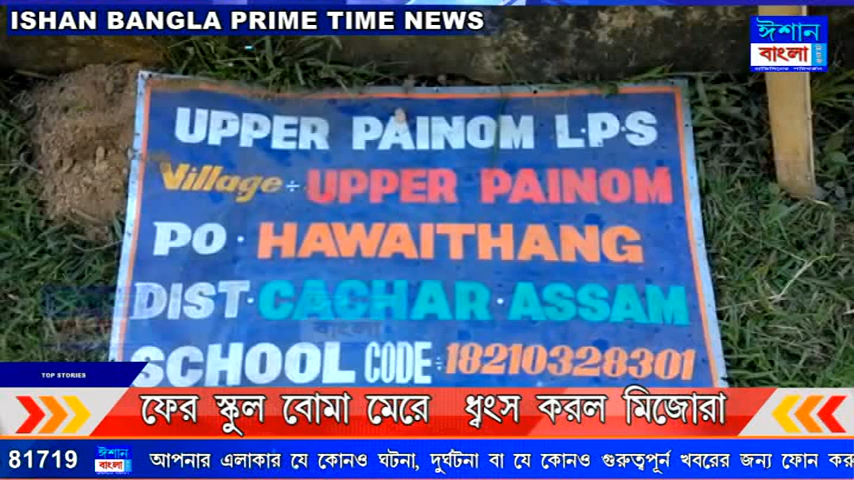 ISHAN BANGLA PRIME TIME NEWS
ঈশান
বাংলা
UPPER PAINOM L.P.S
Village÷ UPPER PAINOM
PO. HAWAITHANG
DIST. CACHAR. ASSAM
SCHOOL CODE÷ 18210328301
TOP STORIES
ফের স্কুল বোমা মেরে ধ্বংস করল মিজোরা
81719 ঈশান বাংলা আপনার এলাকার যে কোনও ঘটনা, দুর্ঘটনা বা যে কোনও গুরুত্বপূর্ন খবরের জন্য ফোন কর